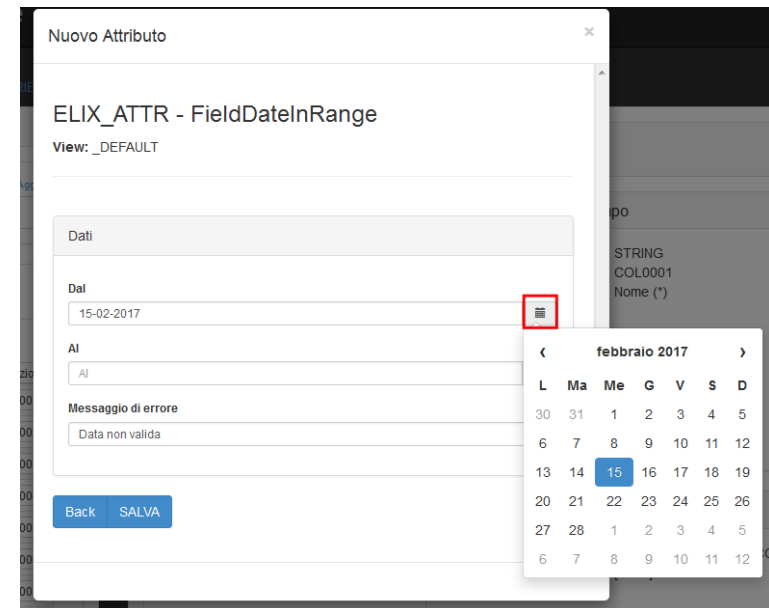 Nuovo Attributo ×
ELIX_ATTR - FieldDateInRange
View: _DEFAULT
Dati
Dal
15-02-2017
Al
Al
Messaggio di errore
Data non valida
Back SALVA
‹ febbraio 2017 ›
L Ma Me G V S D
30 31 1 2 3 4 5
6 7 8 9 10 11 12
13 14 15 16 17 18 19
20 21 22 23 24 25 26
27 28 1 2 3 4 5
6 7 8 9 10 11 12
STRING
COL0001
Nome (*)